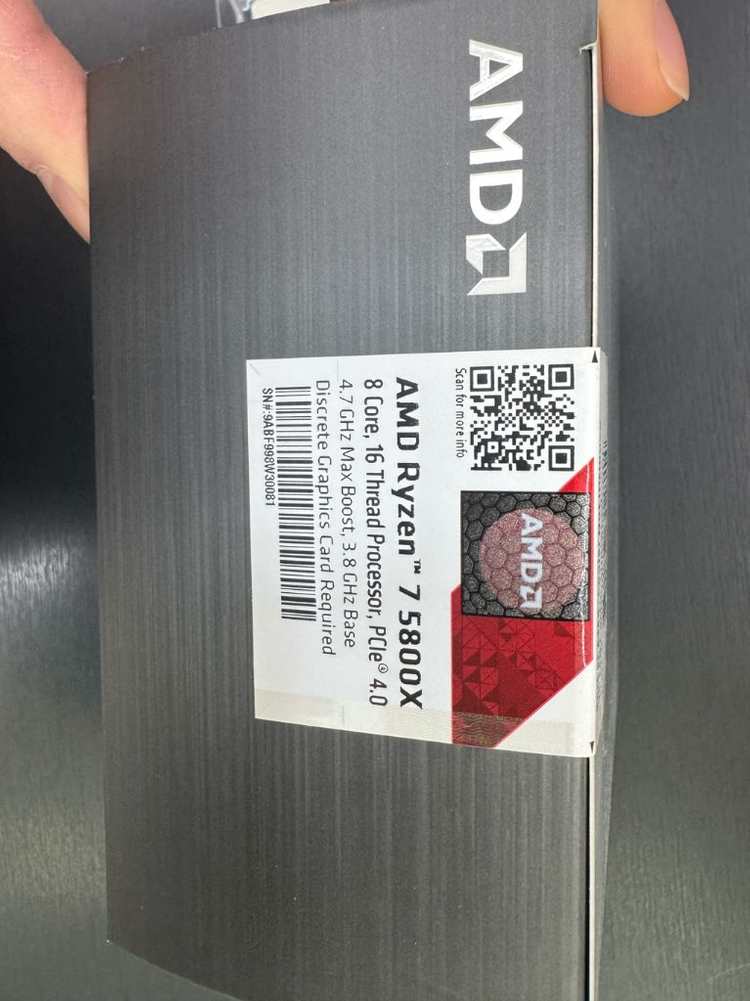 AMD
Scan for more info
AMD
AMD Ryzen™ 7 5800X
8 Core, 16 Thread Processor, PCIe® 4.0
4.7 GHz Max Boost, 3.8 GHz Base
Discrete Graphics Card Required
SN#:9ABF998W30081